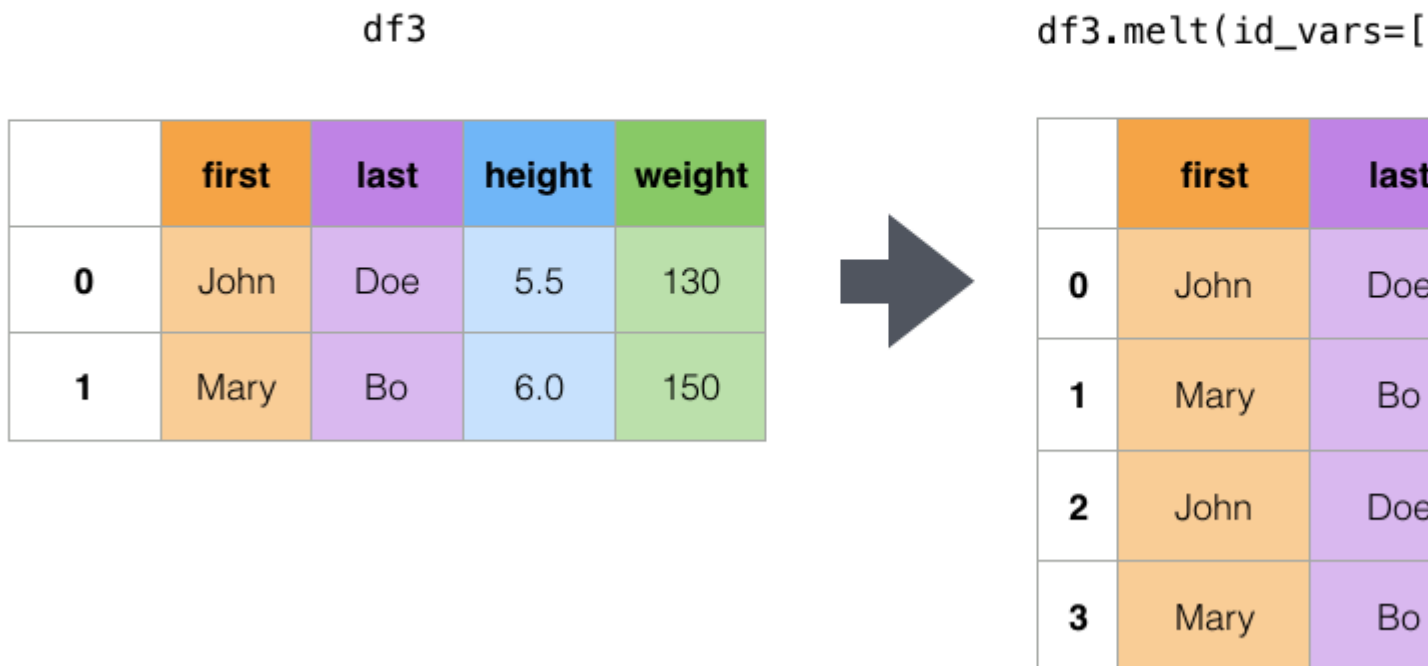 df3
first last height weight
0 John Doe 5.5 130
1 Mary Bo 6.0 150
df3.melt(id_vars=[
first last
0 John Doe
1 Mary Bo
2 John Doe
3 Mary Bo